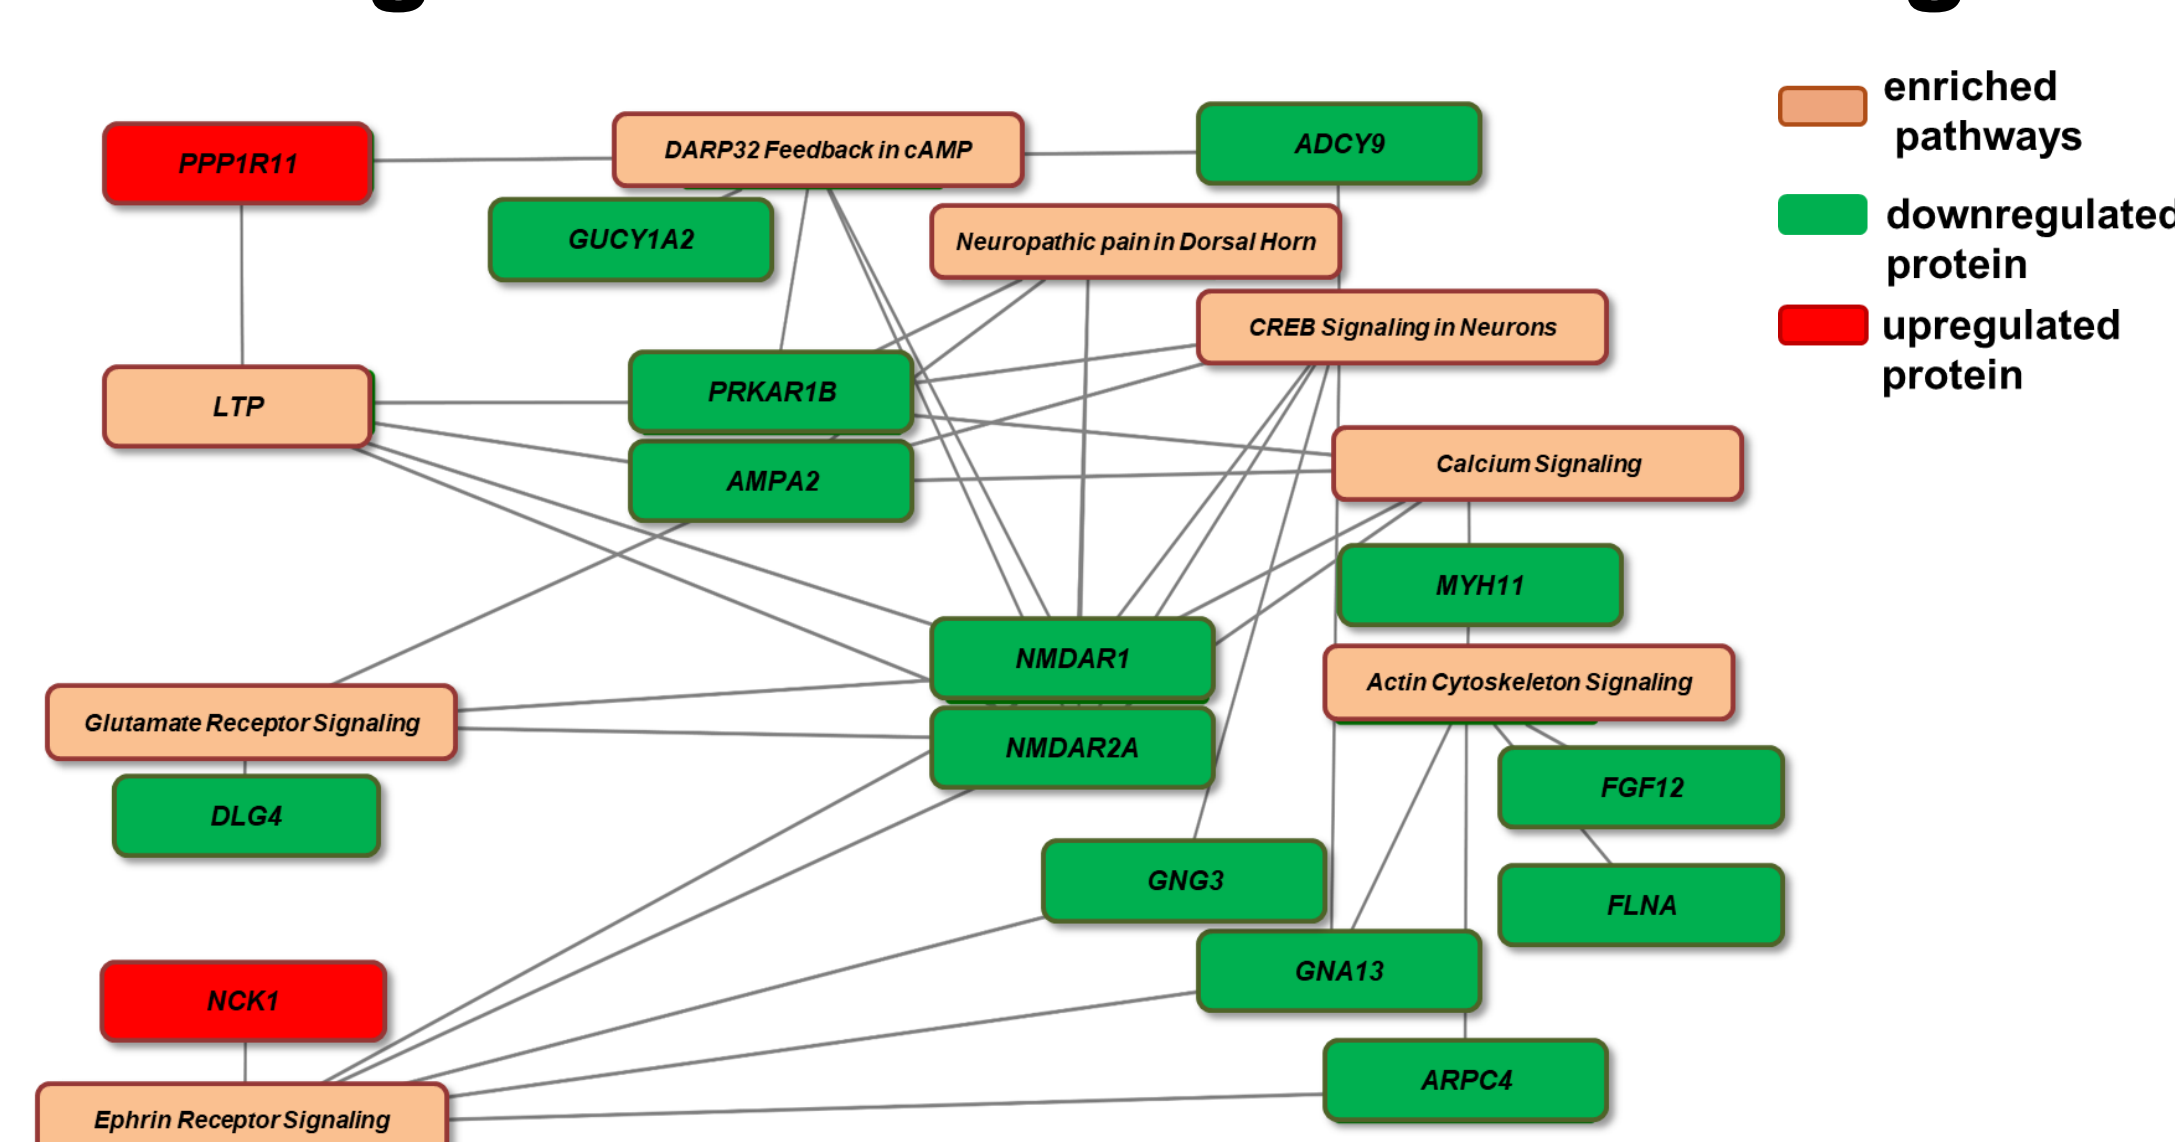 enriched
pathways
downregulated
protein
upregulated
protein
PPP1R11
DARP32 Feedback in cAMP
ADCY9
GUCY1A2
Neuropathic pain in Dorsal Horn
CREB Signaling in Neurons
LTP
PRKAR1B
AMPA2
Calcium Signaling
MYH11
NMDAR1
Actin Cytoskeleton Signaling
Glutamate Receptor Signaling
NMDAR2A
FGF12
DLG4
GNG3
FLNA
GNA13
NCK1
ARPC4
Ephrin Receptor Signaling